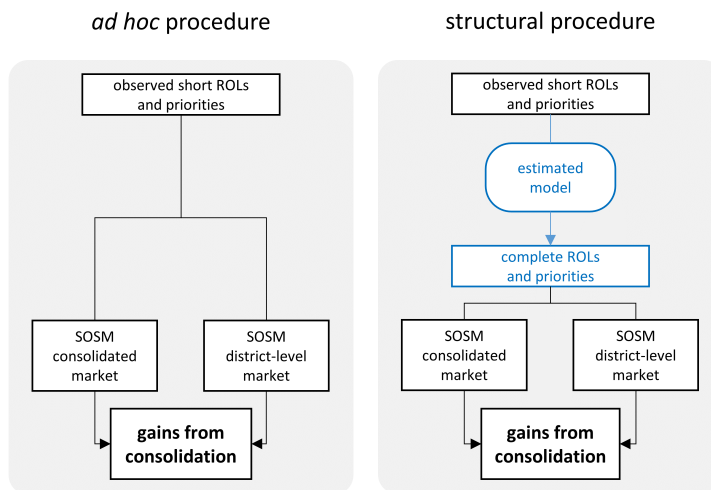 ad hoc procedure
observed short ROLs
and priorities
SOSM
consolidated
market
SOSM
district-level
market
gains from
consolidation
structural procedure
observed short ROLs
and priorities
estimated
model
complete ROLs
and priorities
SOSM
consolidated
market
SOSM
district-level
market
gains from
consolidation